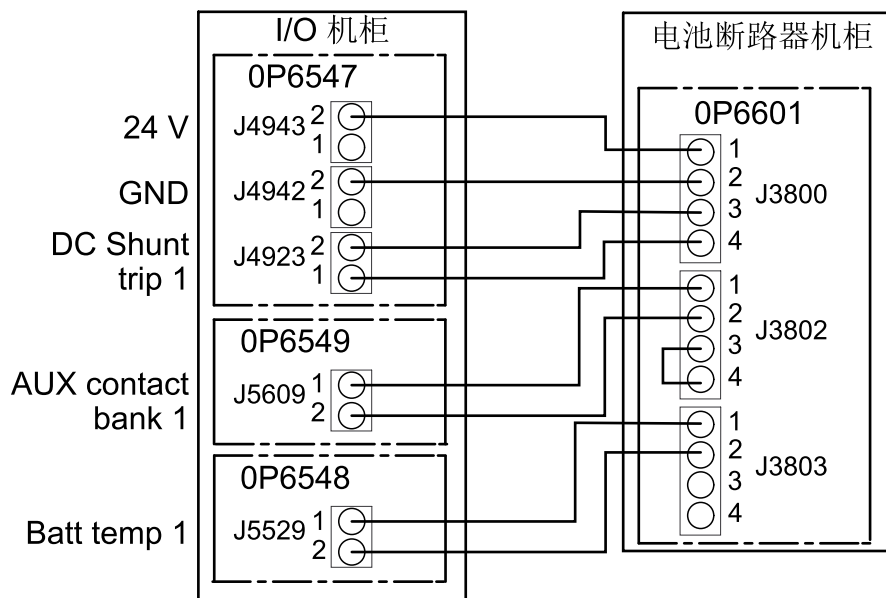 I/O 机柜
电池断路器机柜
0P6547
24 V
J4943
2
1
GND
J4942
2
1
DC Shunt
trip 1
J4923
2
1
0P6549
AUX contact
bank 1
J5609
1
2
0P6548
Batt temp 1
J5529
1
2
0P6601
1
2
3
4
J3800
1
2
3
4
J3802
1
2
3
4
J3803